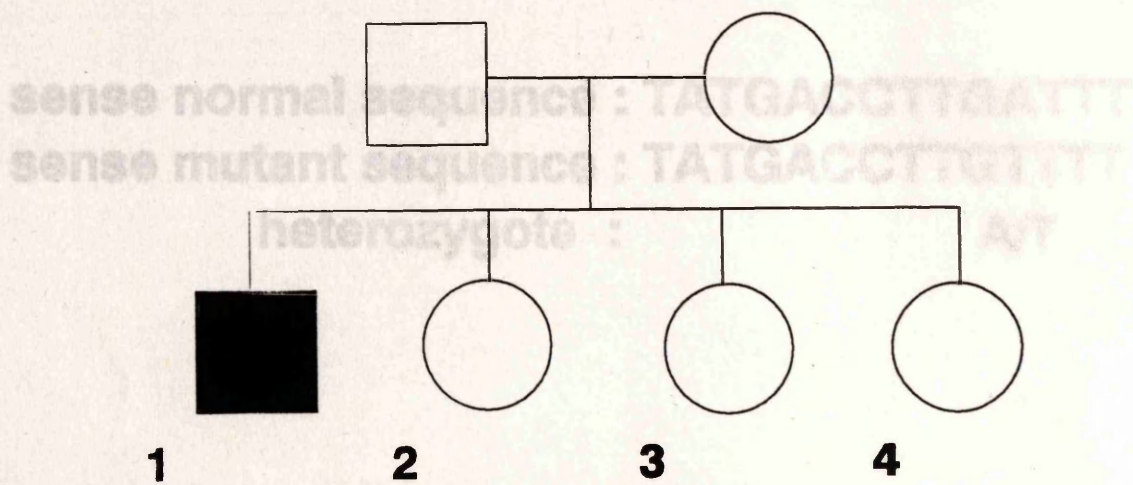 sense normal sequence : TATGACCTTGATTT
sense mutant sequence : TATGACCTTGTTTT
heterozygote : A/T
1 2 3 4